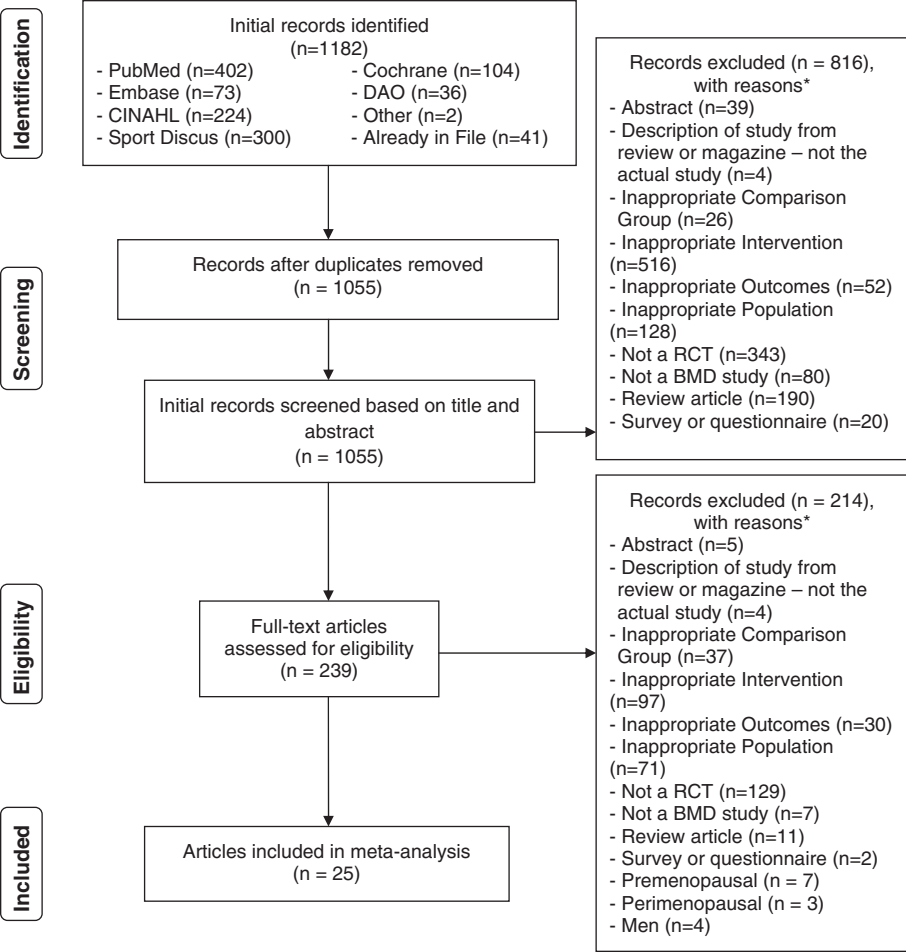 Identification
Initial records identified
(n=1182)
- PubMed (n=402)
- Embase (n=73)
- CINAHL (n=224)
- Sport Discus (n=300)
- Cochrane (n=104)
- DAO (n=36)
- Other (n=2)
- Already in File (n=41)
Screening
Records after duplicates removed
(n = 1055)
Initial records screened based on title and
abstract
(n = 1055)
Records excluded (n = 816),
with reasons*
- Abstract (n=39)
- Description of study from
review or magazine – not the
actual study (n=4)
- Inappropriate Comparison
Group (n=26)
- Inappropriate Intervention
(n=516)
- Inappropriate Outcomes (n=52)
- Inappropriate Population
(n=128)
- Not a RCT (n=343)
- Not a BMD study (n=80)
- Review article (n=190)
- Survey or questionnaire (n=20)
Eligibility
Full-text articles
assessed for eligibility
(n = 239)
Records excluded (n = 214),
with reasons*
- Abstract (n=5)
- Description of study from
review or magazine – not the
actual study (n=4)
- Inappropriate Comparison
Group (n=37)
- Inappropriate Intervention
(n=97)
- Inappropriate Outcomes (n=30)
- Inappropriate Population
(n=71)
- Not a RCT (n=129)
- Not a BMD study (n=7)
- Review article (n=11)
- Survey or questionnaire (n=2)
- Premenopausal (n = 7)
- Perimenopausal (n = 3)
- Men (n=4)
Included
Articles included in meta-analysis
(n = 25)